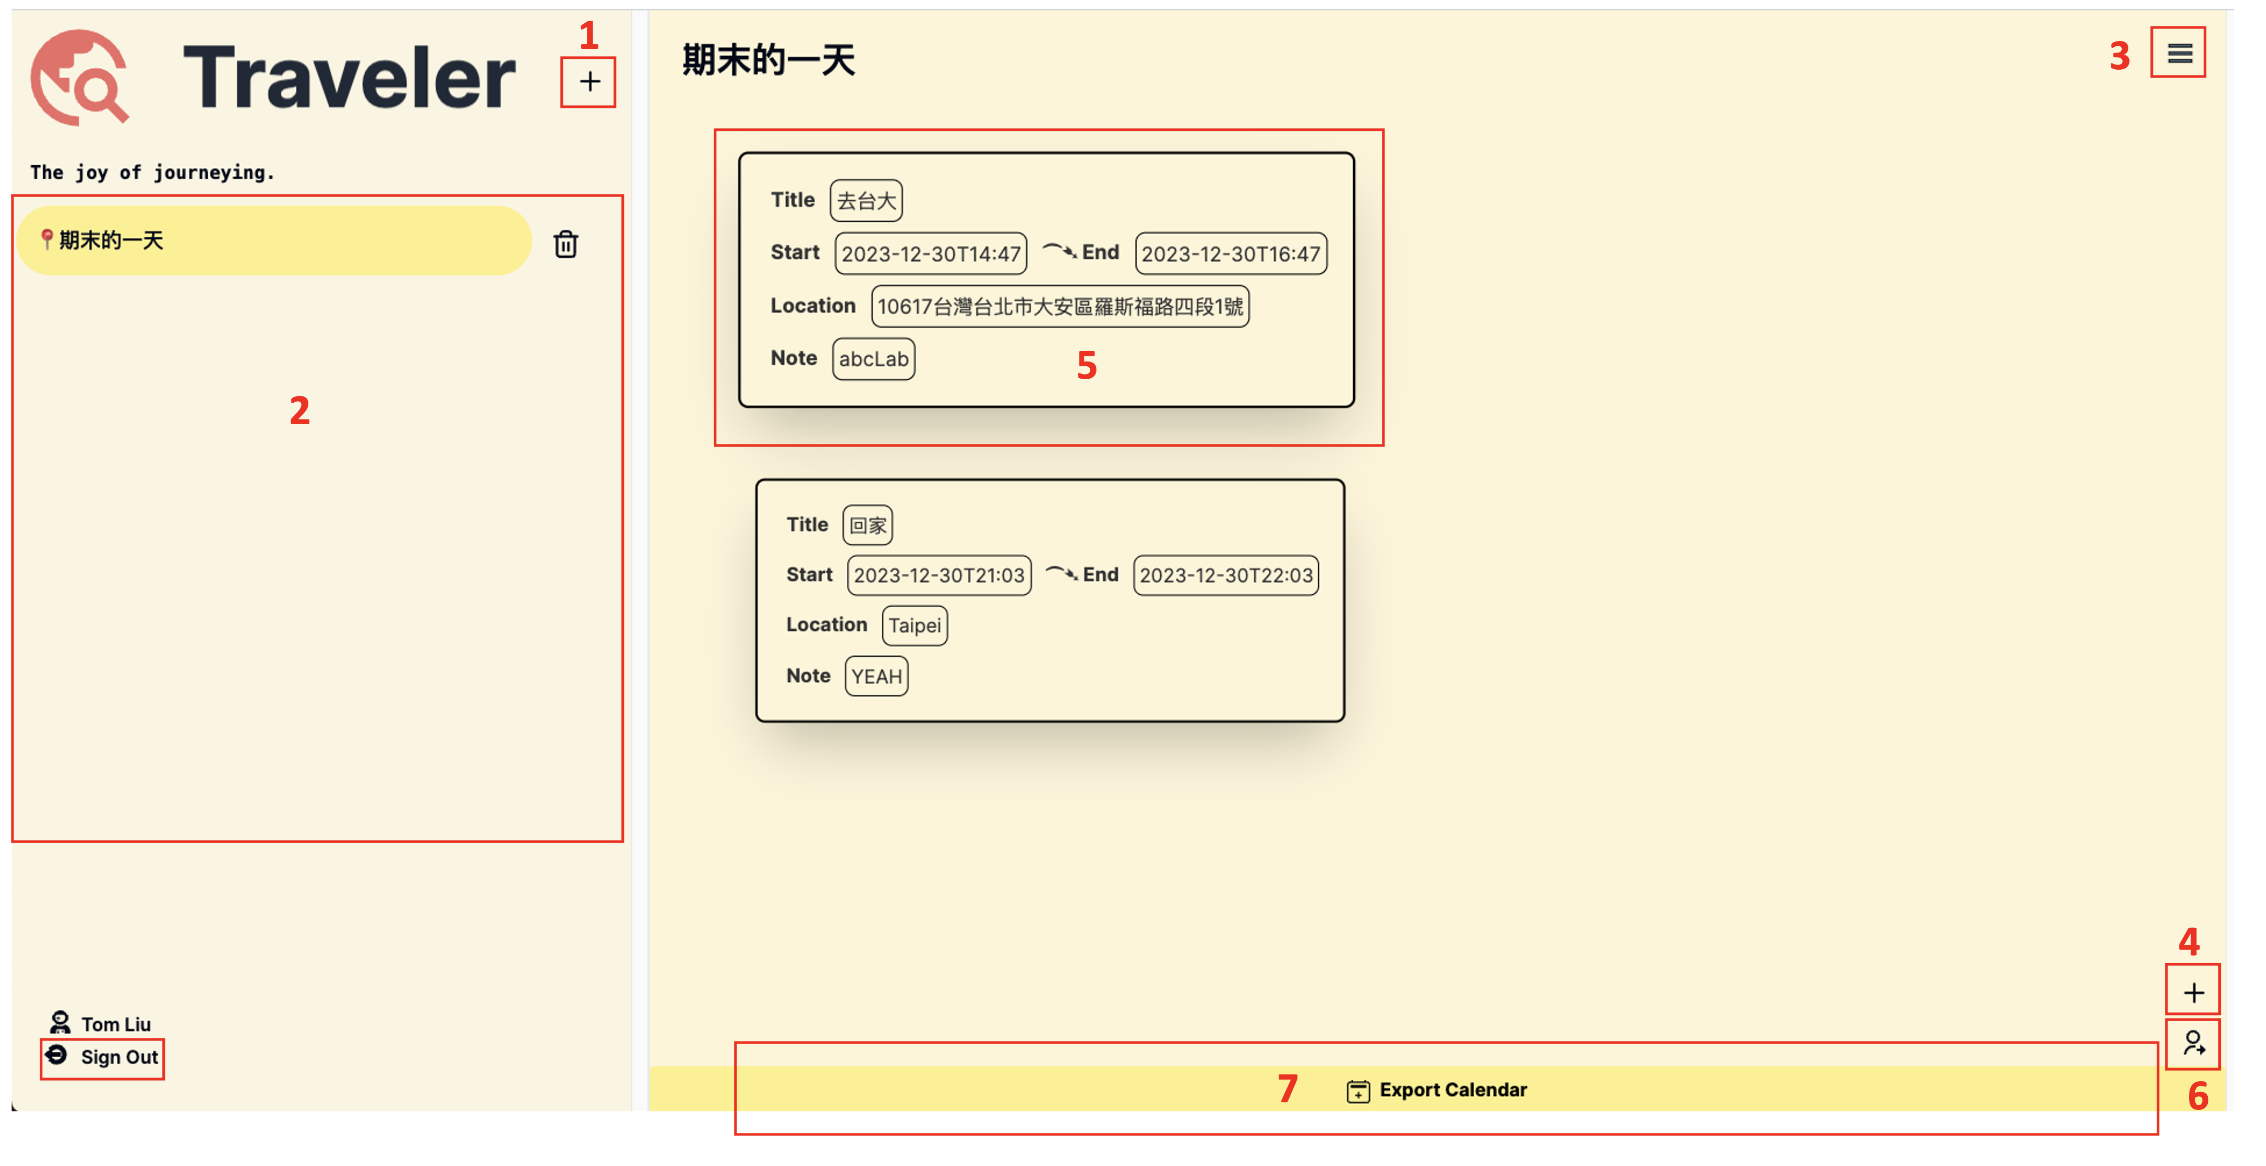 1
Traveler
+
The joy of journeying.
📍期末的一天
2
Tom Liu
Sign Out
期末的一天
3
Title 去台大
Start 2023-12-30T14:47 End 2023-12-30T16:47
Location 10617台灣台北市大安區羅斯福路四段1號
Note abcLab
5
Title 回家
Start 2023-12-30T21:03 End 2023-12-30T22:03
Location Taipei
Note YEAH
4
+
6
7
Export Calendar